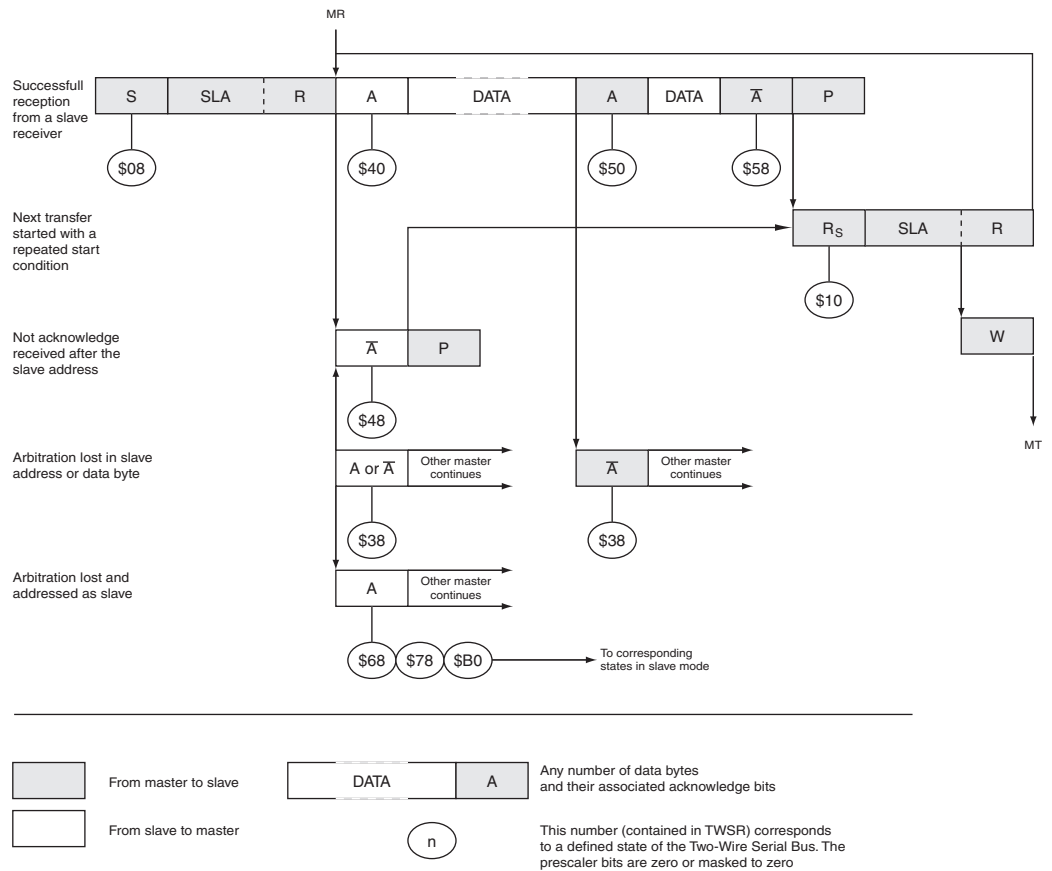 MR
Successfull
reception
from a slave
receiver
S SLA R A DATA A DATA A̅ P
$08 $40 $50 $58
Next transfer
started with a
repeated start
condition
RS SLA R
$10
Not acknowledge
received after the
slave address
A̅ P
W
$48
MT
Arbitration lost in slave
address or data byte
A or A̅
Other master
continues
A̅
Other master
continues
$38 $38
Arbitration lost and
addressed as slave
A
Other master
continues
$68 $78 $B0
To corresponding
states in slave mode
From master to slave
DATA A
Any number of data bytes
and their associated acknowledge bits
From slave to master
n
This number (contained in TWSR) corresponds
to a defined state of the Two-Wire Serial Bus. The
prescaler bits are zero or masked to zero